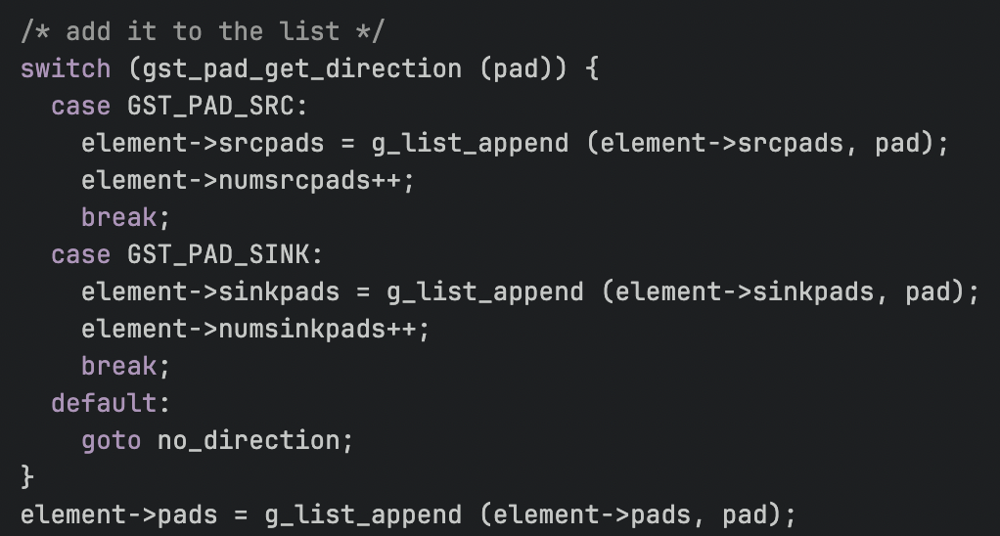 /* add it to the list */
switch (gst_pad_get_direction (pad)) {
  case GST_PAD_SRC:
    element->srcpads = g_list_append (element->srcpads, pad);
    element->numsrcpads++;
    break;
  case GST_PAD_SINK:
    element->sinkpads = g_list_append (element->sinkpads, pad);
    element->numsinkpads++;
    break;
  default:
    goto no_direction;
}
element->pads = g_list_append (element->pads, pad);